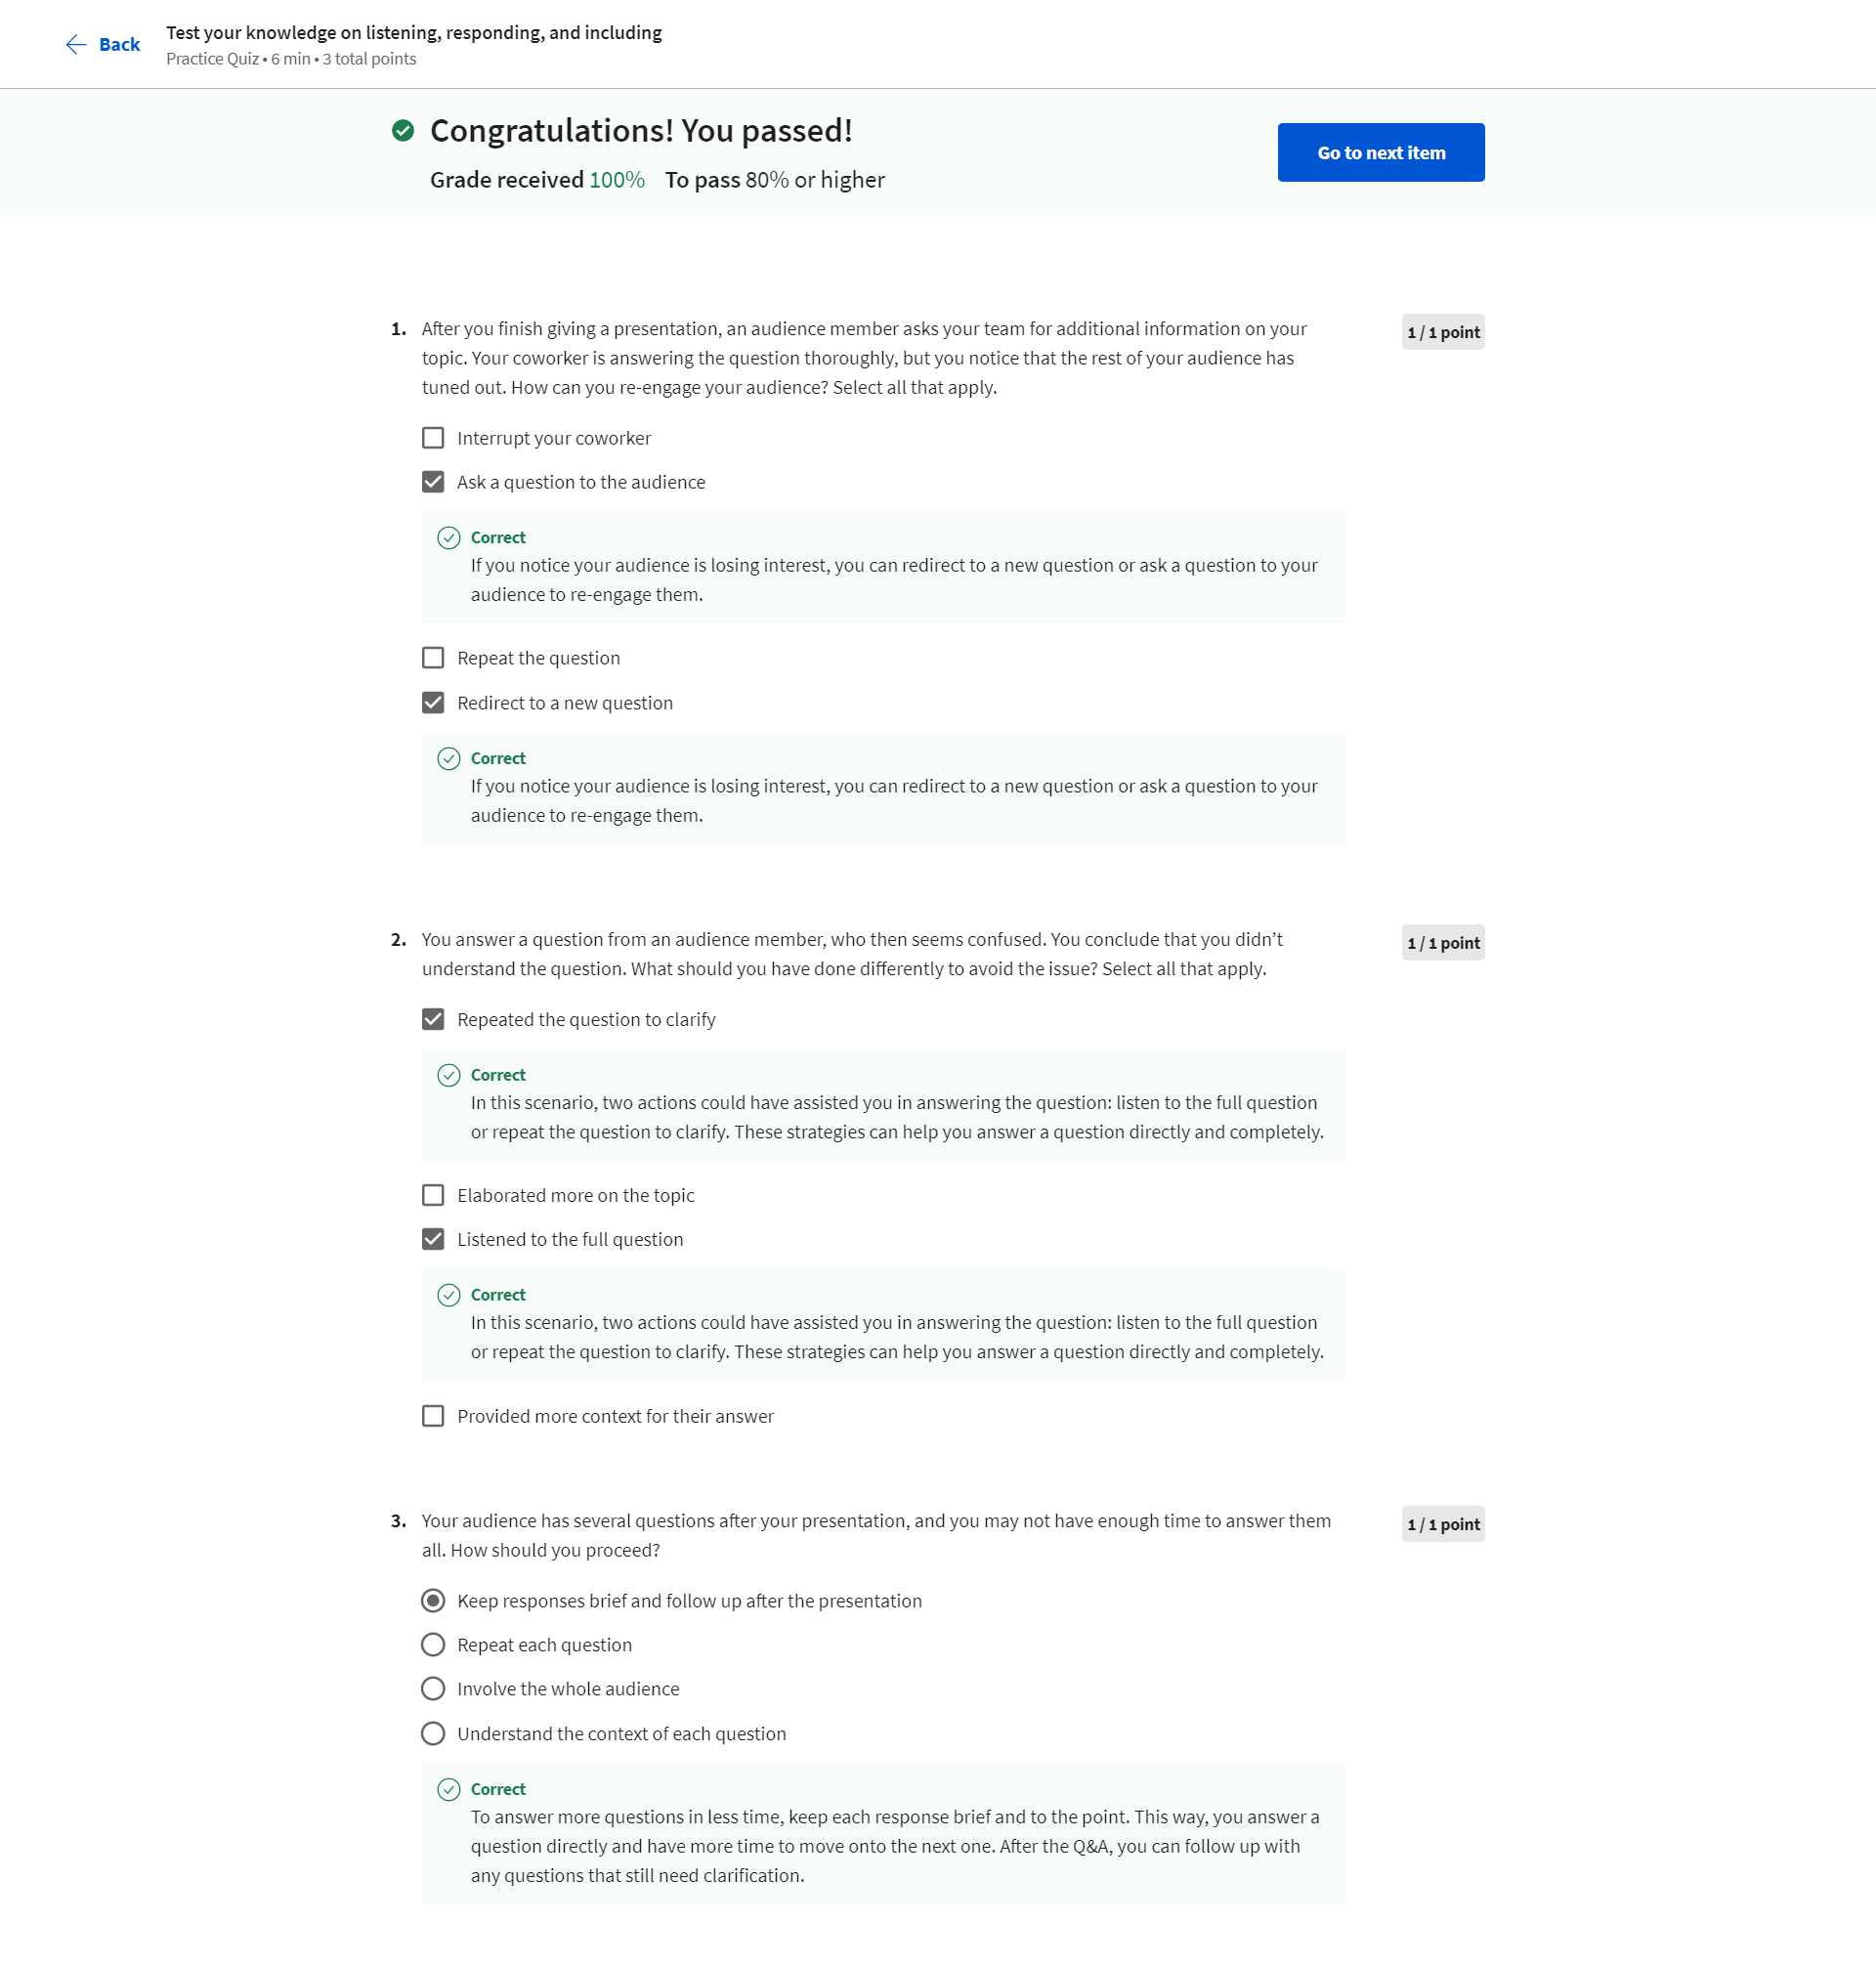 Back
Test your knowledge on listening, responding, and including
Practice Quiz • 6 min • 3 total points
Congratulations! You passed!
Grade received 100% To pass 80% or higher
Go to next item
1. After you finish giving a presentation, an audience member asks your team for additional information on your
topic. Your coworker is answering the question thoroughly, but you notice that the rest of your audience has
tuned out. How can you re-engage your audience? Select all that apply.
1 / 1 point
Interrupt your coworker
Ask a question to the audience
Correct
If you notice your audience is losing interest, you can redirect to a new question or ask a question to your
audience to re-engage them.
Repeat the question
Redirect to a new question
Correct
If you notice your audience is losing interest, you can redirect to a new question or ask a question to your
audience to re-engage them.
2. You answer a question from an audience member, who then seems confused. You conclude that you didn’t
understand the question. What should you have done differently to avoid the issue? Select all that apply.
1 / 1 point
Repeated the question to clarify
Correct
In this scenario, two actions could have assisted you in answering the question: listen to the full question
or repeat the question to clarify. These strategies can help you answer a question directly and completely.
Elaborated more on the topic
Listened to the full question
Correct
In this scenario, two actions could have assisted you in answering the question: listen to the full question
or repeat the question to clarify. These strategies can help you answer a question directly and completely.
Provided more context for their answer
3. Your audience has several questions after your presentation, and you may not have enough time to answer them
all. How should you proceed?
1 / 1 point
Keep responses brief and follow up after the presentation
Repeat each question
Involve the whole audience
Understand the context of each question
Correct
To answer more questions in less time, keep each response brief and to the point. This way, you answer a
question directly and have more time to move onto the next one. After the Q&A, you can follow up with
any questions that still need clarification.